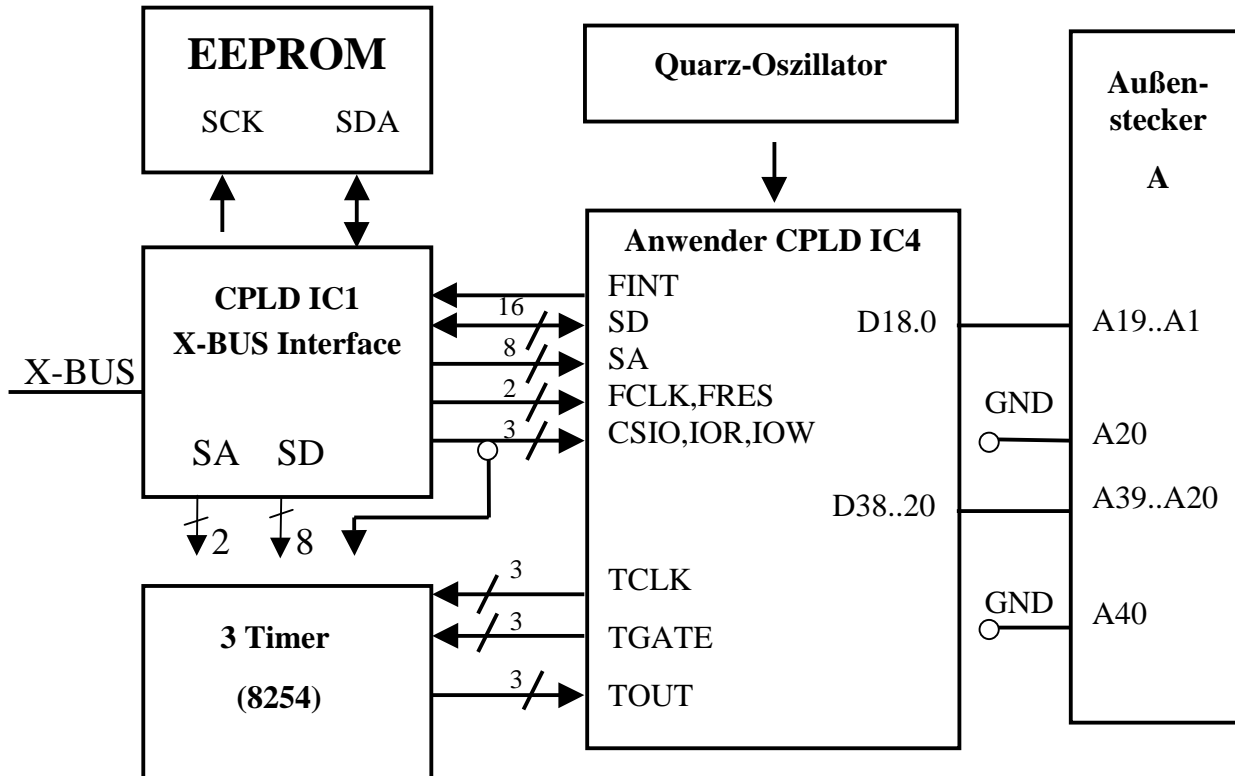 EEPROM
SCK SDA
Quarz-Oszillator
Außen-
stecker
A
CPLD IC1
X-BUS Interface
X-BUS
SA SD
2 8
Anwender CPLD IC4
FINT
16
SD
8
SA
2
FCLK,FRES
3
CSIO,IOR,IOW
D18.0
A19..A1
GND
A20
D38..20
A39..A20
GND
A40
3 Timer
(8254)
3
TCLK
3
TGATE
3
TOUT